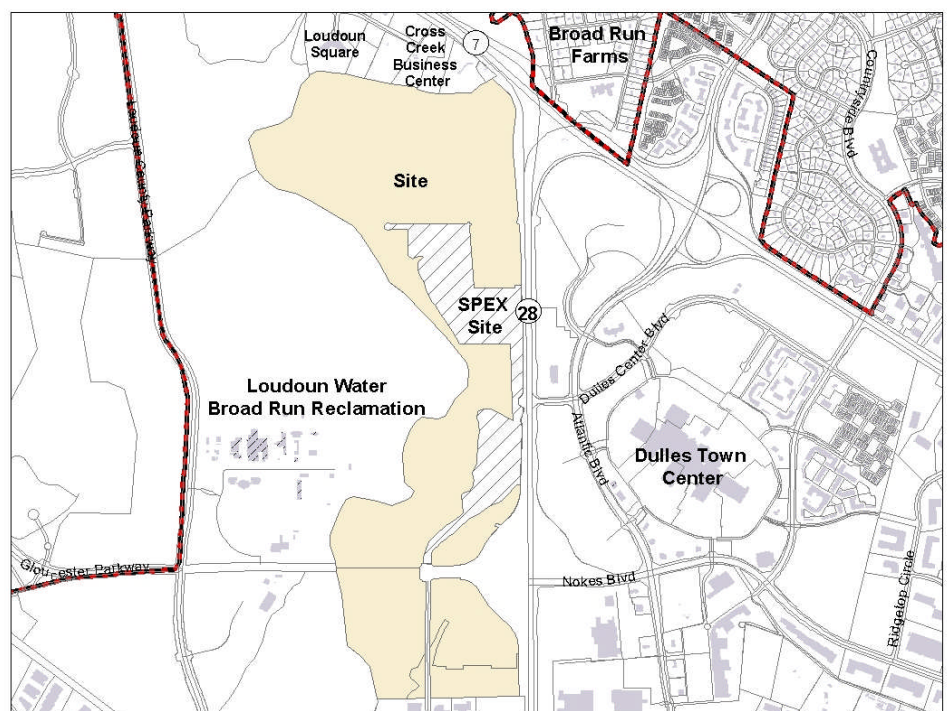 Loudoun
Square
Cross
Creek
Business
Center
7
Broad Run
Farms
Countryside Blvd
Loudoun County Parkway
Site
SPEX
Site
28
Dulles Center Blvd
Loudoun Water
Broad Run Reclamation
Atlantic Blvd
Dulles Town
Center
Gloucester Parkway
Nokes Blvd
Ridgetop Circle